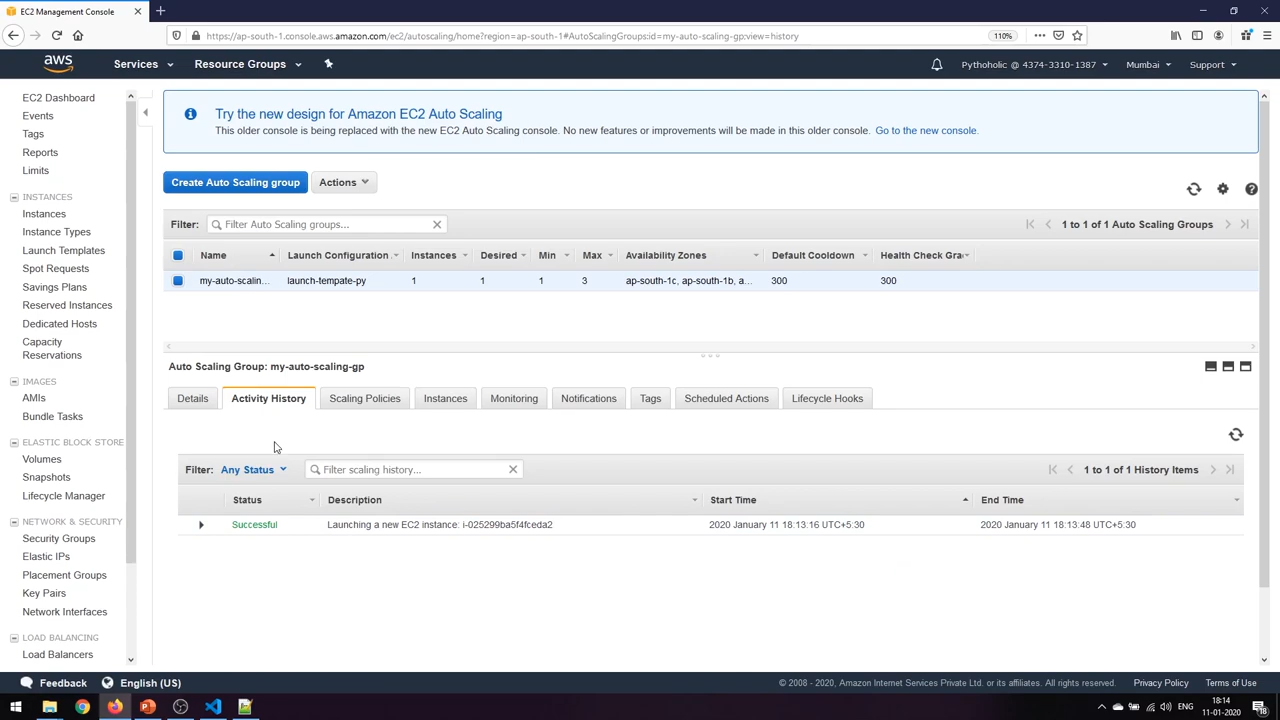 EC2 Management Console
https://ap-south-1.console.aws.amazon.com/ec2/autoscaling/home?region=ap-south-1#AutoScalingGroups:id=my-auto-scaling-gp;view=history
110%
aws
Services
Resource Groups
Pythoholic @ 4374-3310-1387
Mumbai
Support
EC2 Dashboard
Events
Tags
Reports
Limits
INSTANCES
Instances
Instance Types
Launch Templates
Spot Requests
Savings Plans
Reserved Instances
Dedicated Hosts
Capacity
Reservations
IMAGES
AMIs
Bundle Tasks
ELASTIC BLOCK STORE
Volumes
Snapshots
Lifecycle Manager
NETWORK & SECURITY
Security Groups
Elastic IPs
Placement Groups
Key Pairs
Network Interfaces
LOAD BALANCING
Load Balancers
Try the new design for Amazon EC2 Auto Scaling
This older console is being replaced with the new EC2 Auto Scaling console. No new features or improvements will be made in this older console. Go to the new console.
Create Auto Scaling group
Actions
Filter: Filter Auto Scaling groups...
1 to 1 of 1 Auto Scaling Groups
Name Launch Configuration Instances Desired Min Max Availability Zones Default Cooldown Health Check Gra
my-auto-scalin... launch-tempate-py 1 1 1 3 ap-south-1c, ap-south-1b, a... 300 300
Auto Scaling Group: my-auto-scaling-gp
Details Activity History Scaling Policies Instances Monitoring Notifications Tags Scheduled Actions Lifecycle Hooks
Filter: Any Status Filter scaling history...
1 to 1 of 1 History Items
Status Description Start Time End Time
Successful Launching a new EC2 instance: i-025299ba5f4fceda2 2020 January 11 18:13:16 UTC+5:30 2020 January 11 18:13:48 UTC+5:30
Feedback
English (US)
© 2008 - 2020, Amazon Internet Services Private Ltd. or its affiliates. All rights reserved.
Privacy Policy
Terms of Use
ENG
18:14
11-01-2020
18